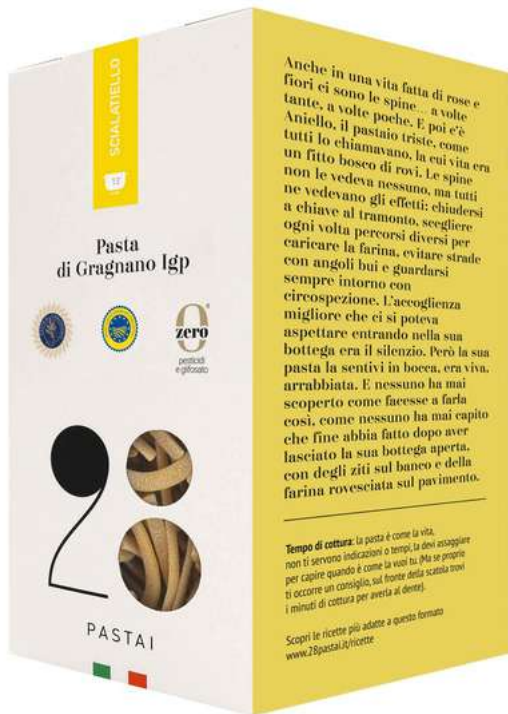 SCIALATIELLO
12'
Pasta
di Gragnano Igp
zero
pesticidi
e glifosato
28
PASTAI
Anche in una vita fatta di rose e
fiori ci sono le spine... a volte
tante, a volte poche. E poi c'è
Aniello, il pastaio triste, come
tutti lo chiamavano, la cui vita era
un fitto bosco di rovi. Le spine
non le vedeva nessuno, ma tutti
ne vedevano gli effetti: chiudersi
a chiave al tramonto, scegliere
ogni volta percorsi diversi per
caricare la farina, evitare strade
con angoli bui e guardarsi
sempre intorno con
circospezione. L'accoglienza
migliore che ci si poteva
aspettare entrando nella sua
bottega era il silenzio. Però la sua
pasta la sentivi in bocca, era viva,
arrabbiata. E nessuno ha mai
scoperto come facesse a farla
così, come nessuno ha mai capito
che fine abbia fatto dopo aver
lasciato la sua bottega aperta,
con degli ziti sul banco e della
farina rovesciata sul pavimento.
Tempo di cottura: la pasta è come la vita,
non ti servono indicazioni o tempi, la devi assaggiare
per capire quando è come la vuoi tu. (Ma se proprio
ti occorre un consiglio, sul fronte della scatola trovi
i minuti di cottura per averla al dente).
Scopri le ricette più adatte a questo formato
www.28pastai.it/ricette